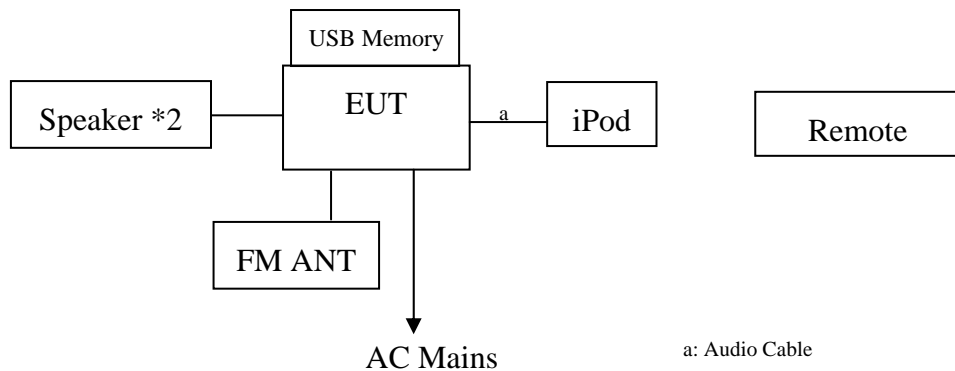 USB Memory
EUT
Speaker *2
a
iPod
Remote
FM ANT
AC Mains
a: Audio Cable